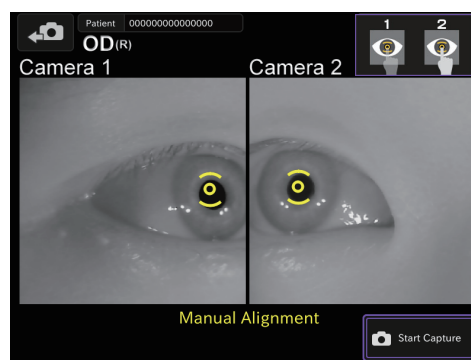 Patient 000000000000000
OD(R)
1 2
Camera 1 Camera 2
Manual Alignment
Start Capture